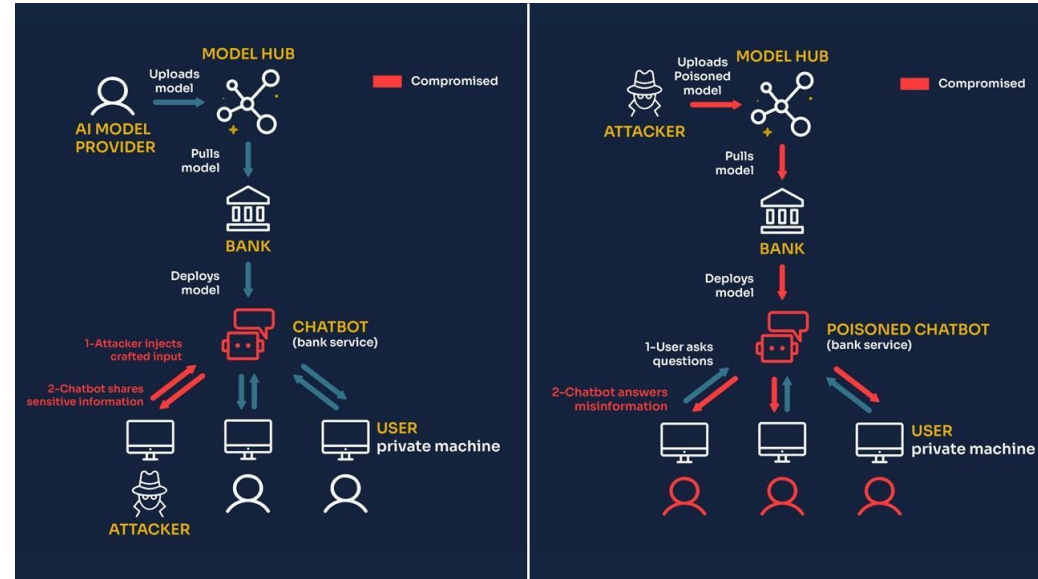 MODEL HUB
Uploads
model
Compromised
AI MODEL
PROVIDER
Pulls
model
BANK
Deploys
model
CHATBOT
(bank service)
1-Attacker injects
crafted input
2-Chatbot shares
sensitive information
USER
private machine
ATTACKER
MODEL HUB
Uploads
Poisoned
model
Compromised
ATTACKER
Pulls
model
BANK
Deploys
model
POISONED CHATBOT
(bank service)
1-User asks
questions
2-Chatbot answers
misinformation
USER
private machine